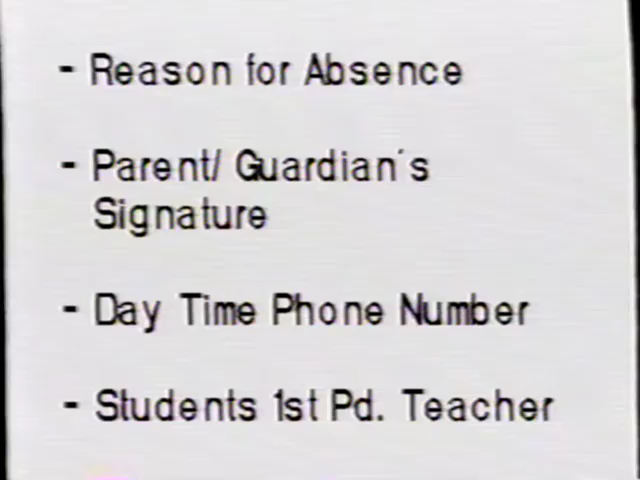 - Reason for Absence
- Parent/ Guardian's
Signature
- Day Time Phone Number
- Students 1st Pd. Teacher